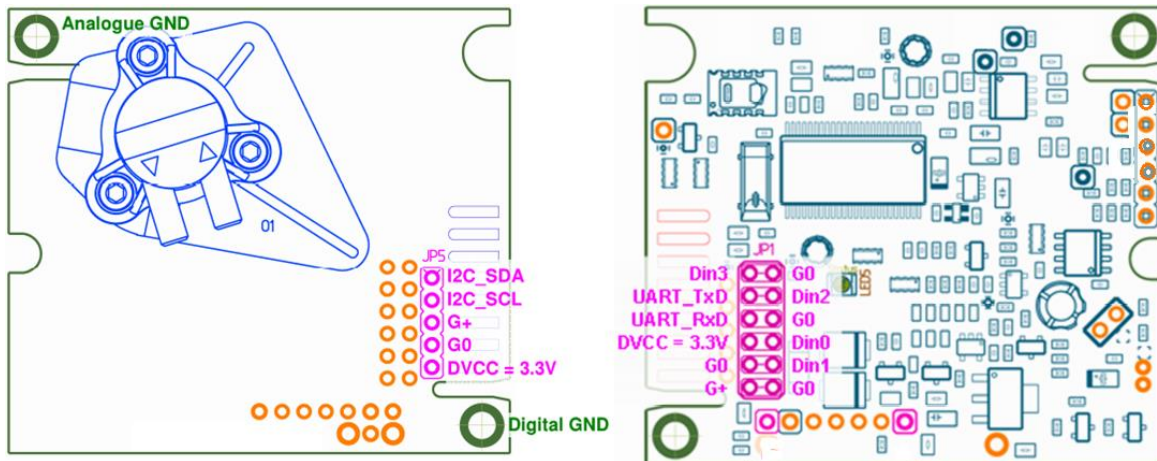 Analogue GND
01
JP5
I2C_SDA
I2C_SCL
G+
G0
DVCC = 3.3V
Digital GND
JP1
Din3 G0
UART_TxD Din2
UART_RxD G0
DVCC = 3.3V Din0
G0 Din1
G+ G0
LED5